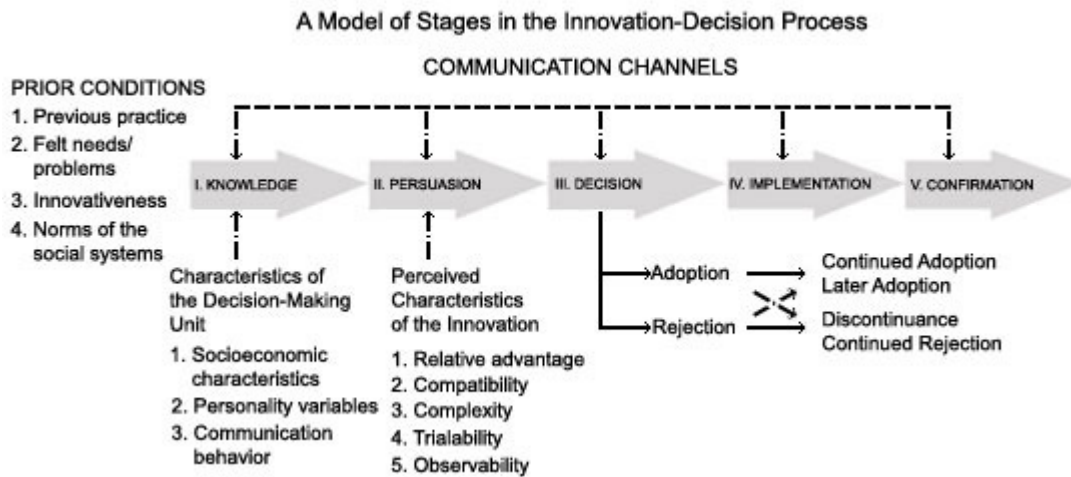 A Model of Stages in the Innovation-Decision Process
COMMUNICATION CHANNELS
PRIOR CONDITIONS
1. Previous practice
2. Felt needs/
problems
3. Innovativeness
4. Norms of the
social systems
I. KNOWLEDGE
II. PERSUASION
III. DECISION
IV. IMPLEMENTATION
V. CONFIRMATION
Characteristics of
the Decision-Making
Unit
1. Socioeconomic
characteristics
2. Personality variables
3. Communication
behavior
Perceived
Characteristics
of the Innovation
1. Relative advantage
2. Compatibility
3. Complexity
4. Trialability
5. Observability
Adoption
Rejection
Continued Adoption
Later Adoption
Discontinuance
Continued Rejection